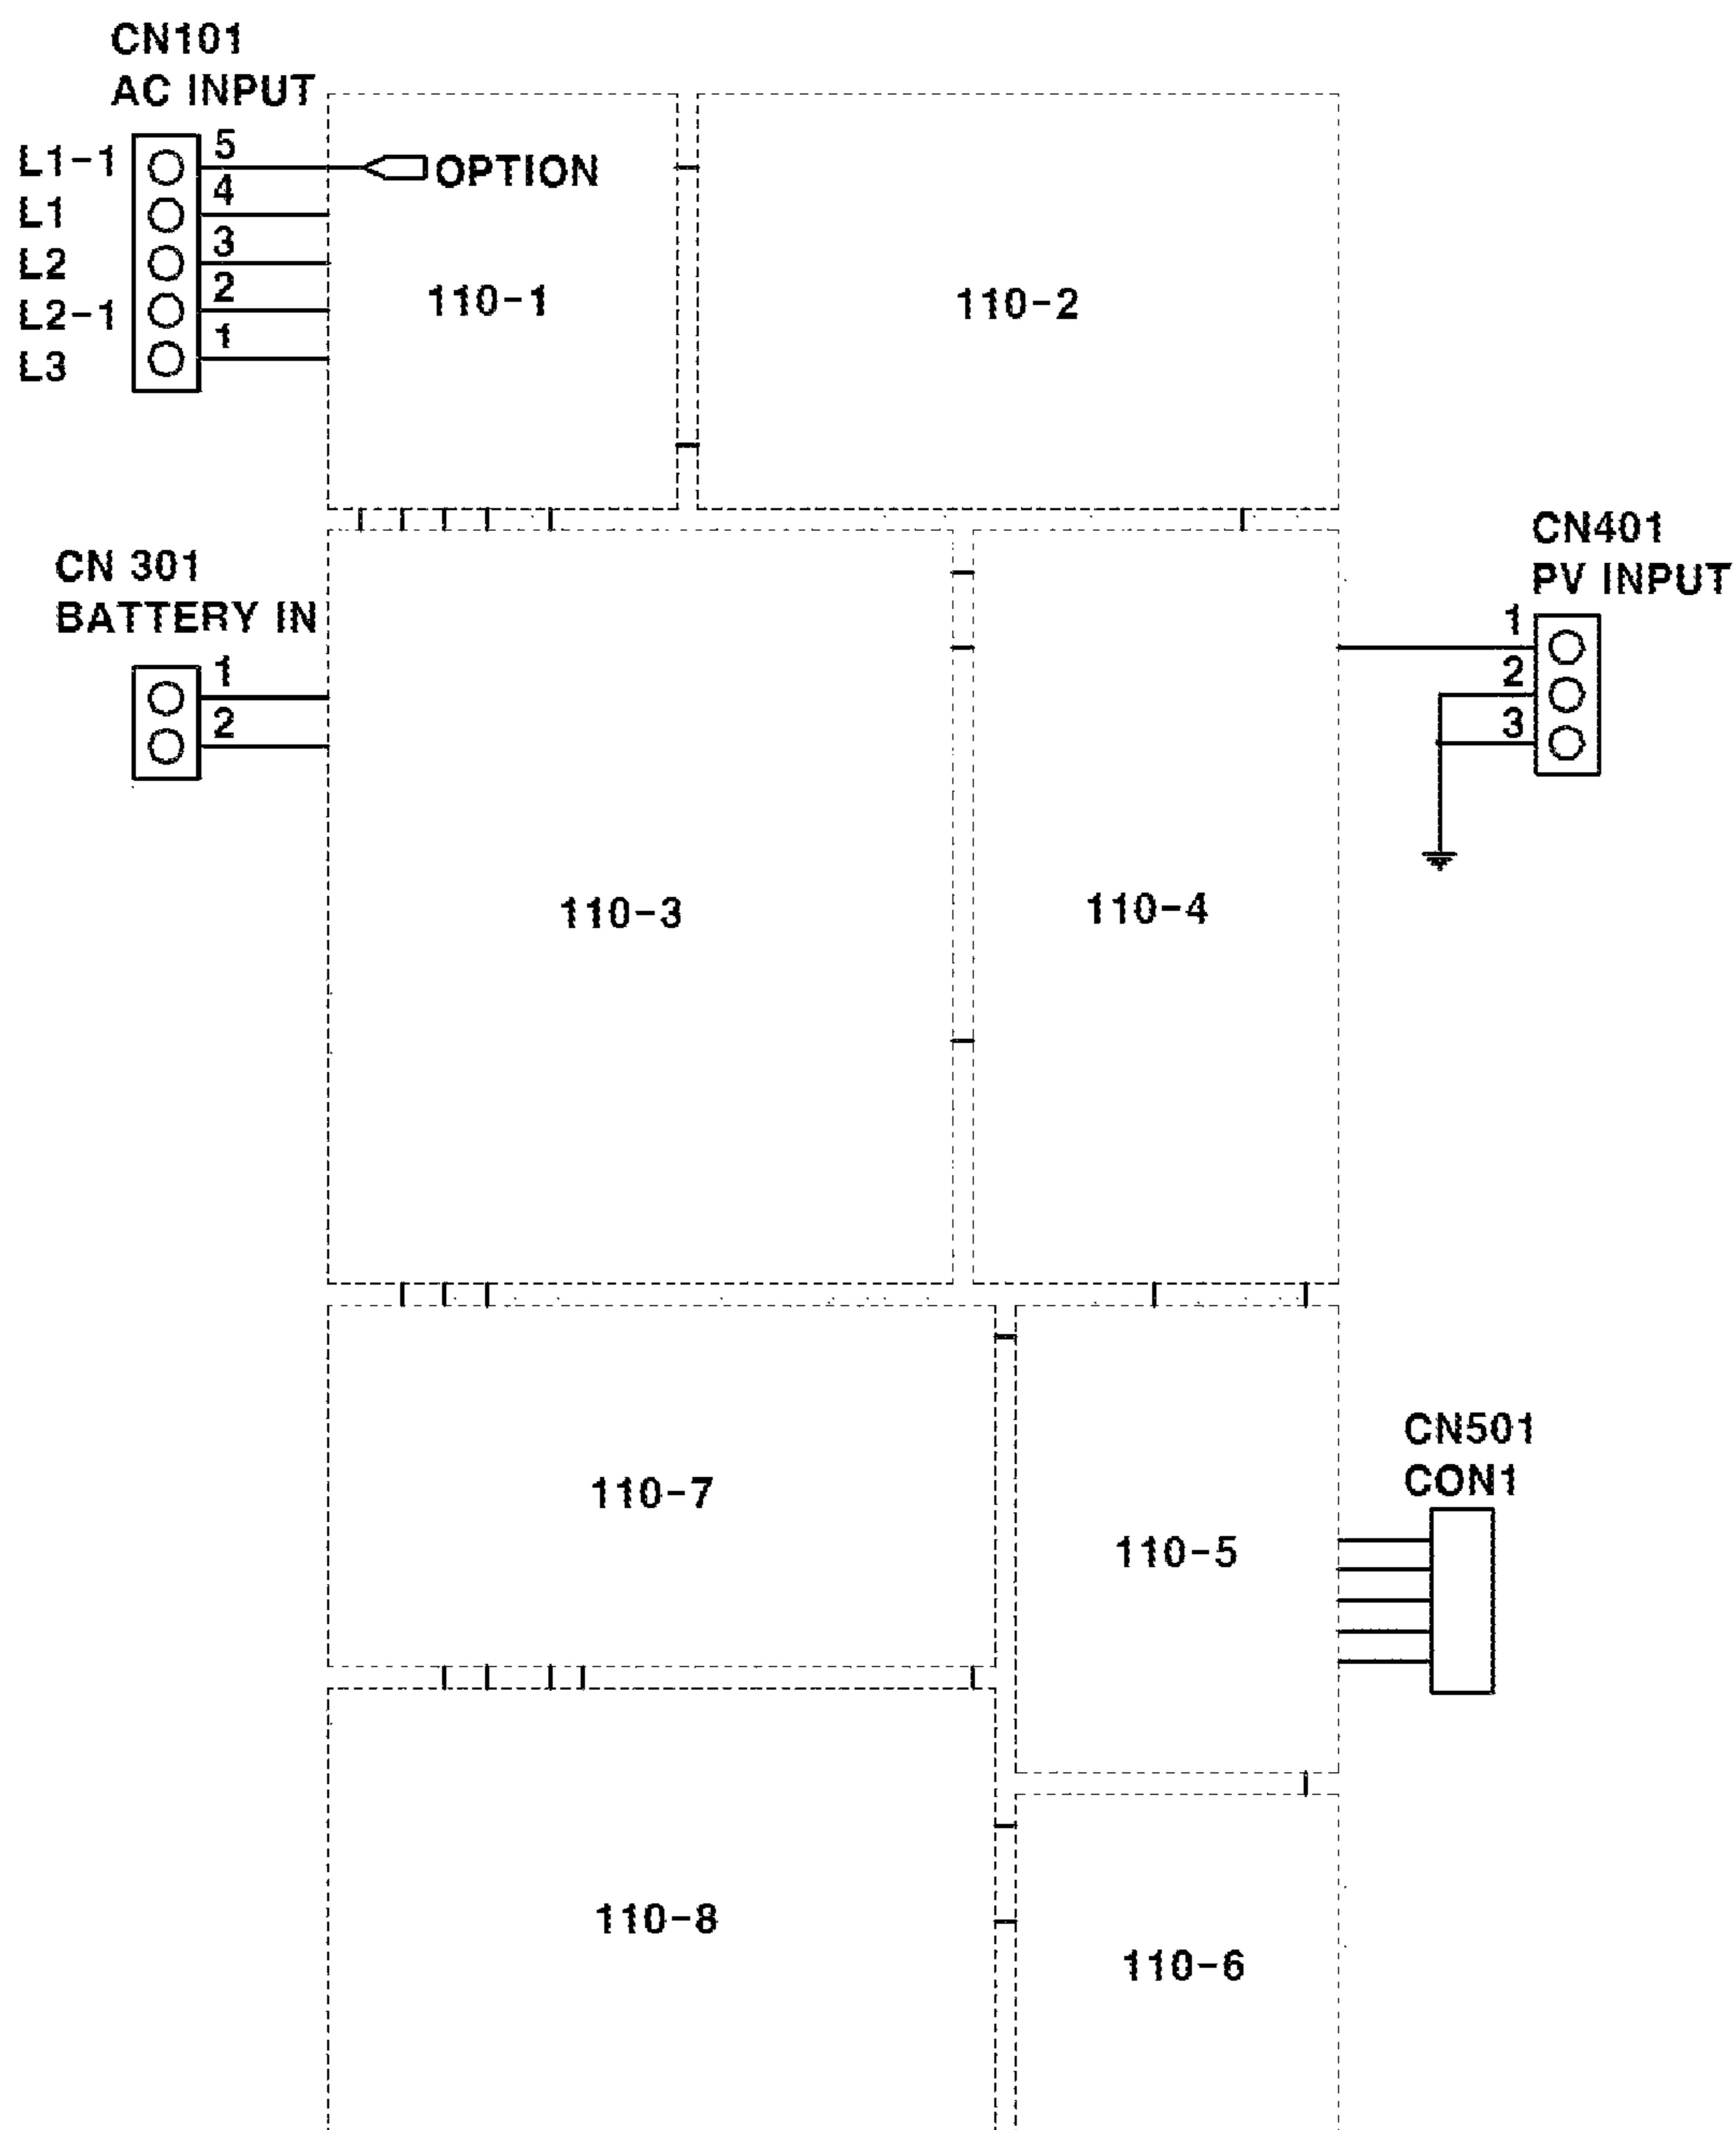 CN101
AC INPUT
L1-1
5
OPTION
L1
4
L2
3
L2-1
2
L3
1
110-1
110-2
CN 301
BATTERY IN
1
2
CN401
PV INPUT
1
2
3
110-3
110-4
CN501
CON1
110-7
110-5
110-8
110-6